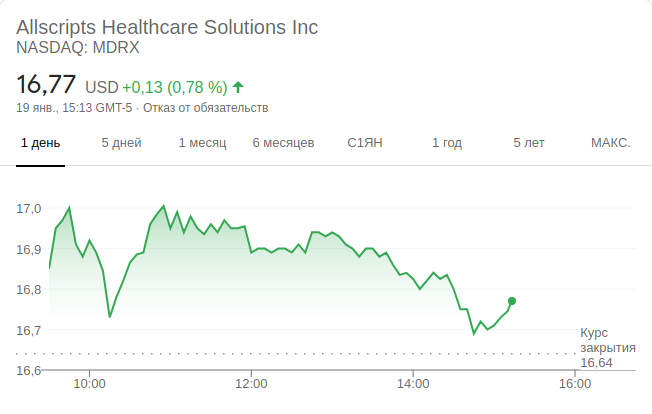 Allscripts Healthcare Solutions Inc
NASDAQ: MDRX
16,77 USD +0,13 (0,78 %)
19 янв., 15:13 GMT-5 · Отказ от обязательств
1 день 5 дней 1 месяц 6 месяцев С1ЯН 1 год 5 лет МАКС.
17,0
16,9
16,8
16,7
Курс
закрытия
16,64
16,6
10:00 12:00 14:00 16:00